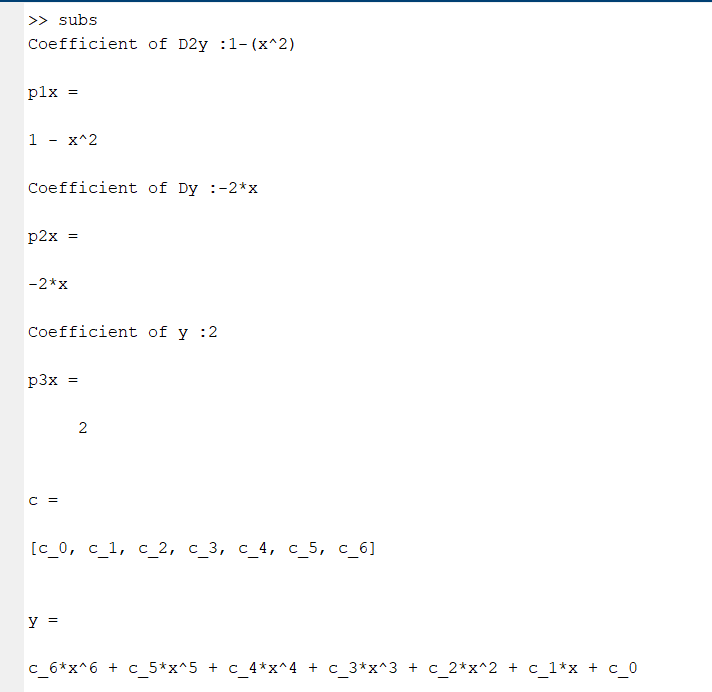 >> subs
Coefficient of D2y :1-(x^2)
p1x =
1 - x^2
Coefficient of Dy :-2*x
p2x =
-2*x
Coefficient of y :2
p3x =
2
c =
[c_0, c_1, c_2, c_3, c_4, c_5, c_6]
y =
c_6*x^6 + c_5*x^5 + c_4*x^4 + c_3*x^3 + c_2*x^2 + c_1*x + c_0